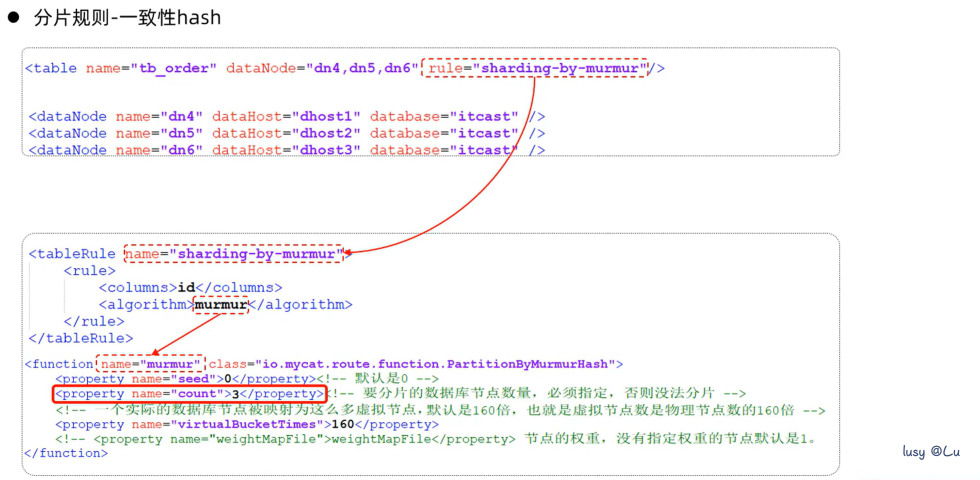 ● 分片规则-一致性hash
<table name="tb_order" dataNode="dn4,dn5,dn6" rule="sharding-by-murmur"/>
<dataNode name="dn4" dataHost="dhost1" database="itcast" />
<dataNode name="dn5" dataHost="dhost2" database="itcast" />
<dataNode name="dn6" dataHost="dhost3" database="itcast" />
<tableRule name="sharding-by-murmur">
<rule>
<columns>id</columns>
<algorithm>murmur</algorithm>
</rule>
</tableRule>
<function name="murmur" class="io.mycat.route.function.PartitionByMurmurHash">
<property name="seed">0</property><!-- 默认是0 -->
<property name="count">3</property><!-- 要分片的数据库节点数量，必须指定，否则没法分片 -->
<!-- 一个实际的数据库节点被映射为这么多虚拟节点，默认是160倍，也就是虚拟节点数是物理节点数的160倍 -->
<property name="virtualBucketTimes">160</property>
<!-- <property name="weightMapFile">weightMapFile</property> 节点的权重，没有指定权重的节点默认是1。
</function>
lusy @Lu